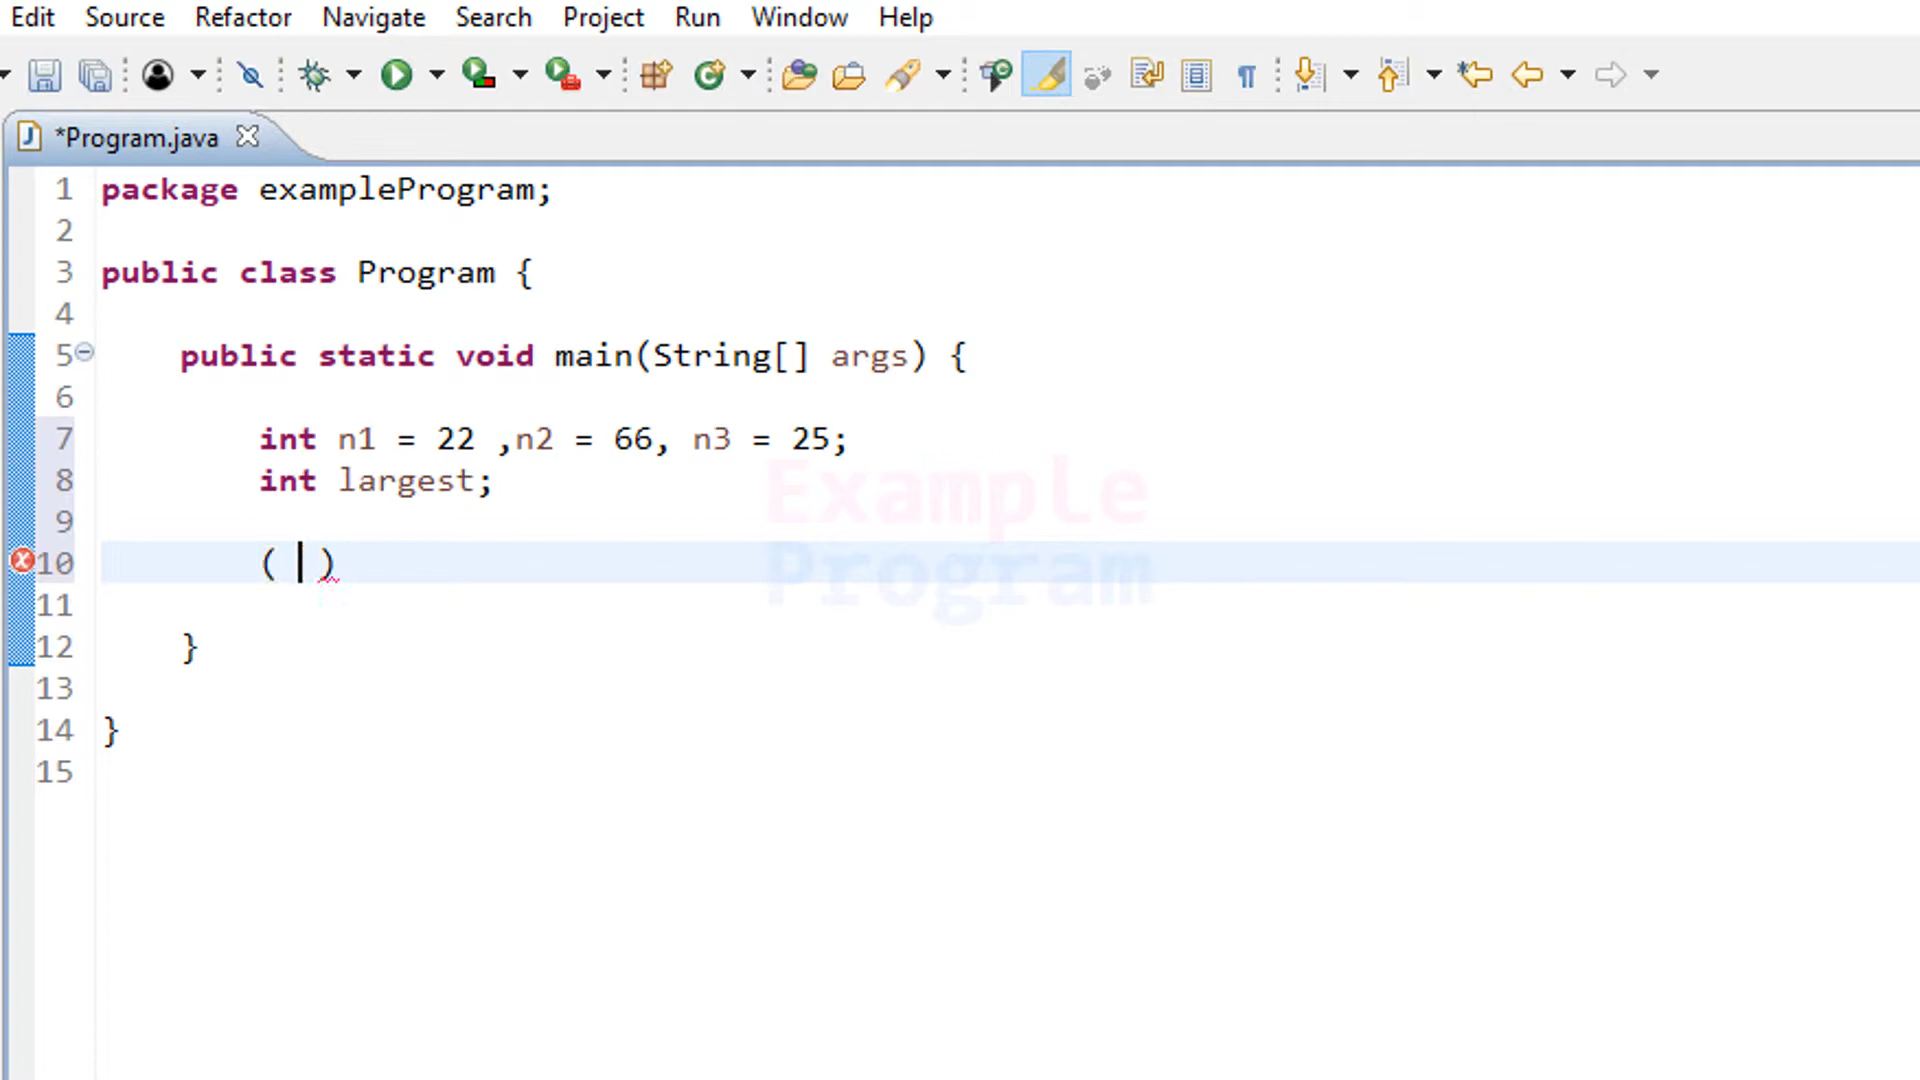 Edit Source Refactor Navigate Search Project Run Window Help
*Program.java
1 package exampleProgram;
2
3 public class Program {
4
5 public static void main(String[] args) {
6
7 int n1 = 22 ,n2 = 66, n3 = 25;
8 int largest;
9
10 ( )
11
12 }
13
14 }
15
Example
Program